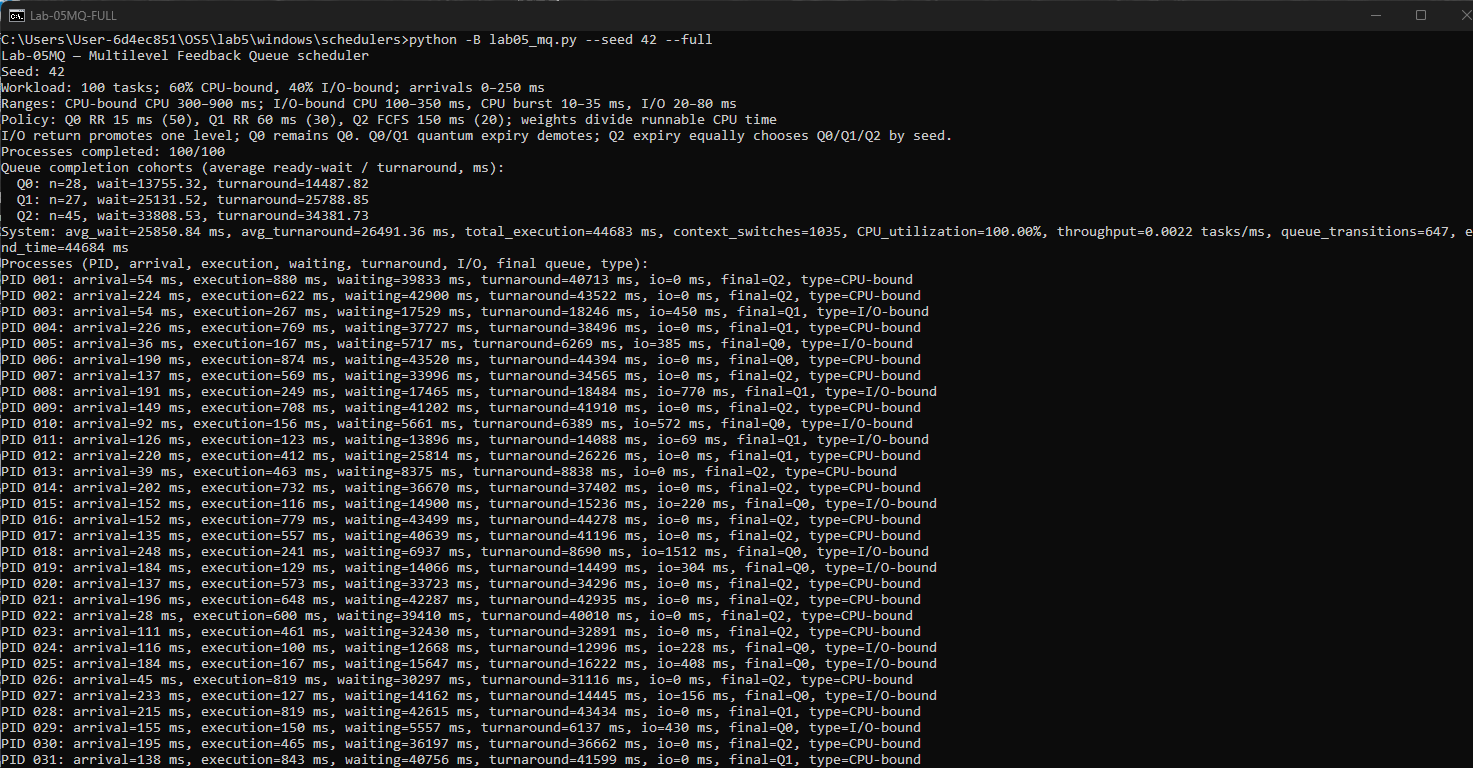 Lab-05MQ-FULL
C:\Users\User-6d4ec851\OS5\lab5\windows\schedulers>python -B lab05_mq.py --seed 42 --full
Lab-05MQ — Multilevel Feedback Queue scheduler
Seed: 42
Workload: 100 tasks; 60% CPU-bound, 40% I/O-bound; arrivals 0–250 ms
Ranges: CPU-bound CPU 300–900 ms; I/O-bound CPU 100–350 ms, CPU burst 10–35 ms, I/O 20–80 ms
Policy: Q0 RR 15 ms (50), Q1 RR 60 ms (30), Q2 FCFS 150 ms (20); weights divide runnable CPU time
I/O return promotes one level; Q0 remains Q0. Q0/Q1 quantum expiry demotes; Q2 expiry equally chooses Q0/Q1/Q2 by seed.
Processes completed: 100/100
Queue completion cohorts (average ready-wait / turnaround, ms):
  Q0: n=28, wait=13755.32, turnaround=14487.82
  Q1: n=27, wait=25131.52, turnaround=25788.85
  Q2: n=45, wait=33808.53, turnaround=34381.73
System: avg_wait=25850.84 ms, avg_turnaround=26491.36 ms, total_execution=44683 ms, context_switches=1035, CPU_utilization=100.00%, throughput=0.0022 tasks/ms, queue_transitions=647, e
nd_time=44684 ms
Processes (PID, arrival, execution, waiting, turnaround, I/O, final queue, type):
PID 001: arrival=54 ms, execution=880 ms, waiting=39833 ms, turnaround=40713 ms, io=0 ms, final=Q2, type=CPU-bound
PID 002: arrival=224 ms, execution=622 ms, waiting=42900 ms, turnaround=43522 ms, io=0 ms, final=Q2, type=CPU-bound
PID 003: arrival=54 ms, execution=267 ms, waiting=17529 ms, turnaround=18246 ms, io=450 ms, final=Q1, type=I/O-bound
PID 004: arrival=226 ms, execution=769 ms, waiting=37727 ms, turnaround=38496 ms, io=0 ms, final=Q1, type=CPU-bound
PID 005: arrival=36 ms, execution=167 ms, waiting=5717 ms, turnaround=6269 ms, io=385 ms, final=Q0, type=I/O-bound
PID 006: arrival=190 ms, execution=874 ms, waiting=43520 ms, turnaround=44394 ms, io=0 ms, final=Q0, type=CPU-bound
PID 007: arrival=137 ms, execution=569 ms, waiting=33996 ms, turnaround=34565 ms, io=0 ms, final=Q2, type=CPU-bound
PID 008: arrival=191 ms, execution=249 ms, waiting=17465 ms, turnaround=18484 ms, io=770 ms, final=Q1, type=I/O-bound
PID 009: arrival=149 ms, execution=708 ms, waiting=41202 ms, turnaround=41910 ms, io=0 ms, final=Q2, type=CPU-bound
PID 010: arrival=92 ms, execution=156 ms, waiting=5661 ms, turnaround=6389 ms, io=572 ms, final=Q0, type=I/O-bound
PID 011: arrival=126 ms, execution=123 ms, waiting=13896 ms, turnaround=14088 ms, io=69 ms, final=Q1, type=I/O-bound
PID 012: arrival=220 ms, execution=412 ms, waiting=25814 ms, turnaround=26226 ms, io=0 ms, final=Q1, type=CPU-bound
PID 013: arrival=39 ms, execution=463 ms, waiting=8375 ms, turnaround=8838 ms, io=0 ms, final=Q2, type=CPU-bound
PID 014: arrival=202 ms, execution=732 ms, waiting=36670 ms, turnaround=37402 ms, io=0 ms, final=Q2, type=CPU-bound
PID 015: arrival=152 ms, execution=116 ms, waiting=14900 ms, turnaround=15236 ms, io=220 ms, final=Q0, type=I/O-bound
PID 016: arrival=152 ms, execution=779 ms, waiting=43499 ms, turnaround=44278 ms, io=0 ms, final=Q2, type=CPU-bound
PID 017: arrival=135 ms, execution=557 ms, waiting=40639 ms, turnaround=41196 ms, io=0 ms, final=Q2, type=CPU-bound
PID 018: arrival=248 ms, execution=241 ms, waiting=6937 ms, turnaround=8690 ms, io=1512 ms, final=Q0, type=I/O-bound
PID 019: arrival=184 ms, execution=129 ms, waiting=14066 ms, turnaround=14499 ms, io=304 ms, final=Q0, type=I/O-bound
PID 020: arrival=137 ms, execution=573 ms, waiting=33723 ms, turnaround=34296 ms, io=0 ms, final=Q2, type=CPU-bound
PID 021: arrival=196 ms, execution=648 ms, waiting=42287 ms, turnaround=42935 ms, io=0 ms, final=Q2, type=CPU-bound
PID 022: arrival=28 ms, execution=600 ms, waiting=39410 ms, turnaround=40010 ms, io=0 ms, final=Q2, type=CPU-bound
PID 023: arrival=111 ms, execution=461 ms, waiting=32430 ms, turnaround=32891 ms, io=0 ms, final=Q2, type=CPU-bound
PID 024: arrival=116 ms, execution=100 ms, waiting=12668 ms, turnaround=12996 ms, io=228 ms, final=Q0, type=I/O-bound
PID 025: arrival=184 ms, execution=167 ms, waiting=15647 ms, turnaround=16222 ms, io=408 ms, final=Q0, type=I/O-bound
PID 026: arrival=45 ms, execution=819 ms, waiting=30297 ms, turnaround=31116 ms, io=0 ms, final=Q2, type=CPU-bound
PID 027: arrival=233 ms, execution=127 ms, waiting=14162 ms, turnaround=14445 ms, io=156 ms, final=Q0, type=I/O-bound
PID 028: arrival=215 ms, execution=819 ms, waiting=42615 ms, turnaround=43434 ms, io=0 ms, final=Q1, type=CPU-bound
PID 029: arrival=155 ms, execution=150 ms, waiting=5557 ms, turnaround=6137 ms, io=430 ms, final=Q0, type=I/O-bound
PID 030: arrival=195 ms, execution=465 ms, waiting=36197 ms, turnaround=36662 ms, io=0 ms, final=Q2, type=CPU-bound
PID 031: arrival=138 ms, execution=843 ms, waiting=40756 ms, turnaround=41599 ms, io=0 ms, final=Q1, type=CPU-bound